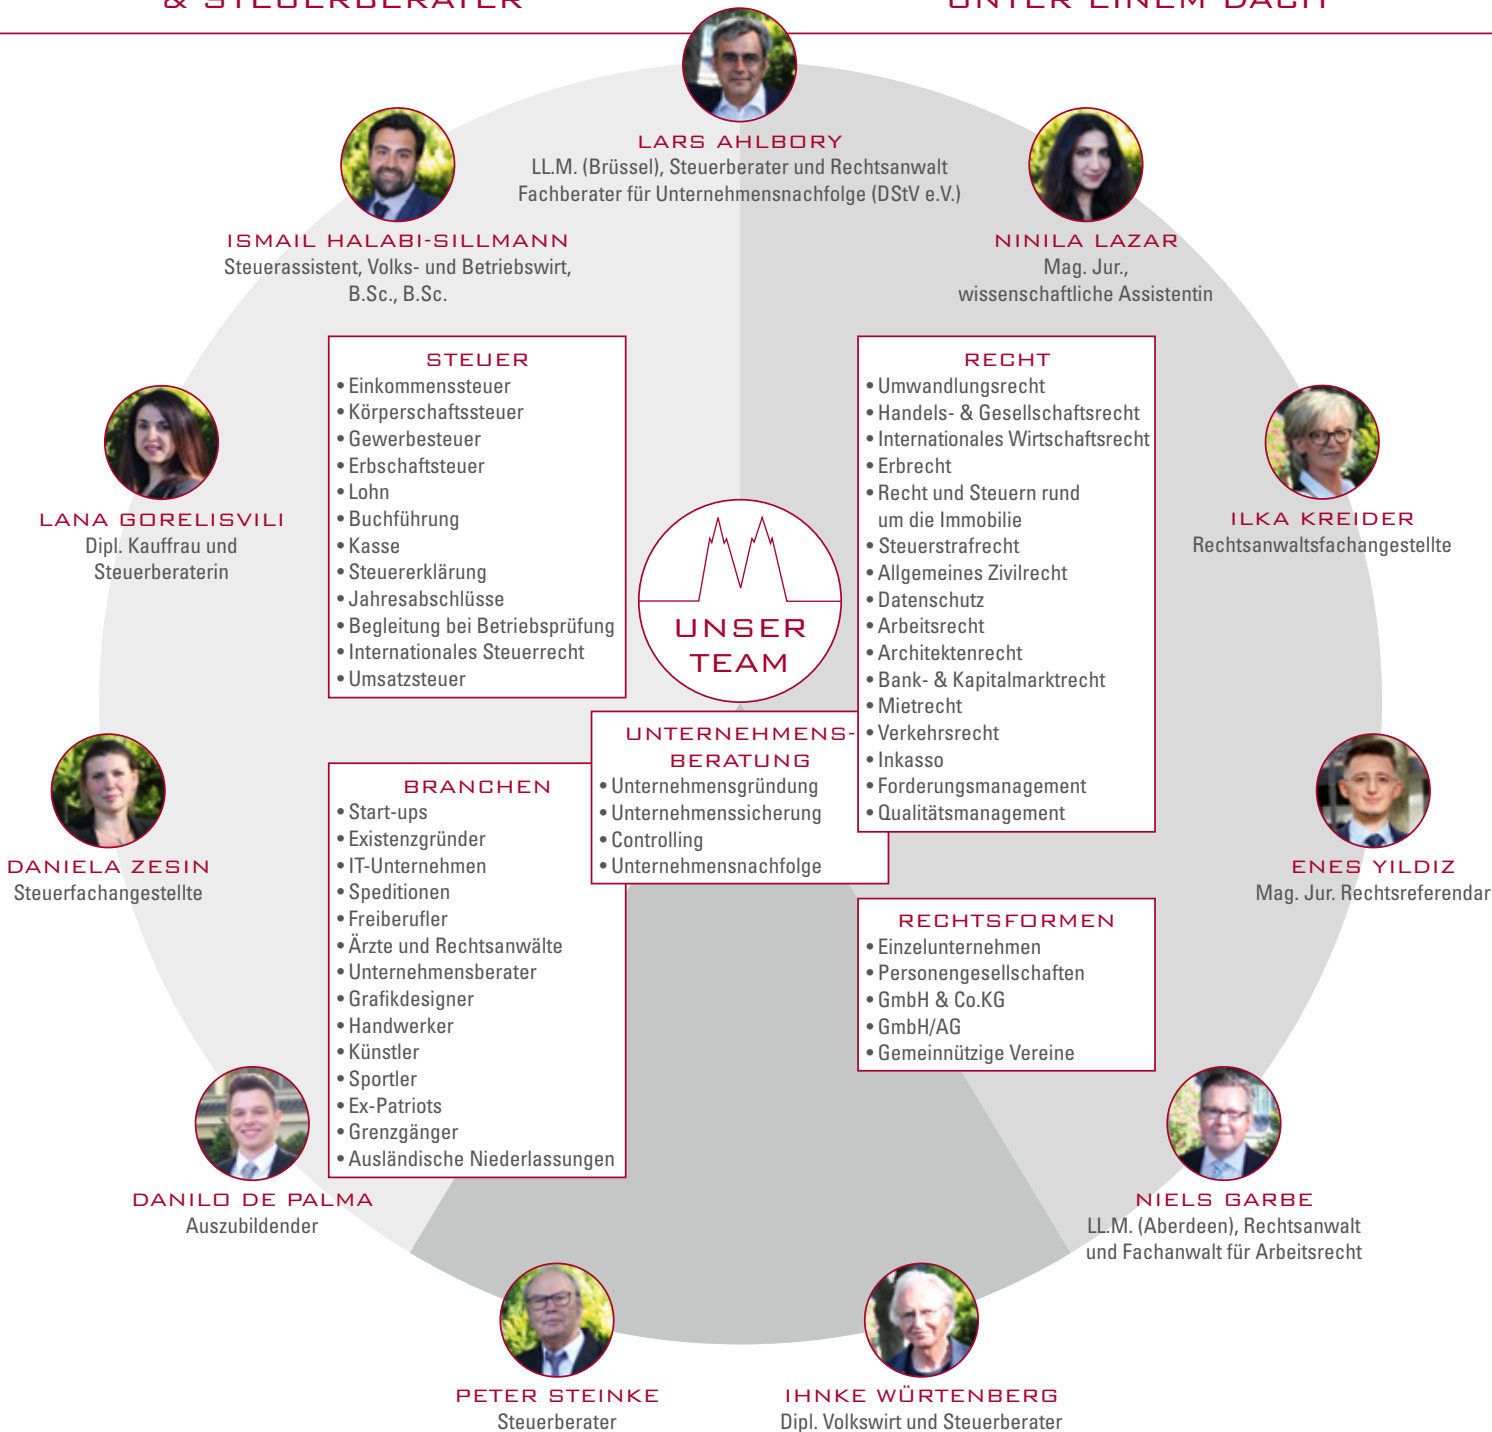 & STEUERBERATER
UNTER EINEM DACH
LARS AHLBORY
LL.M. (Brüssel), Steuerberater und Rechtsanwalt
Fachberater für Unternehmensnachfolge (DStV e.V.)
ISMAIL HALABI-SILLMANN
Steuerassistent, Volks- und Betriebswirt,
B.Sc., B.Sc.
NINILA LAZAR
Mag. Jur.,
wissenschaftliche Assistentin
LANA GORELISVILI
Dipl. Kauffrau und
Steuerberaterin
STEUER
• Einkommenssteuer
• Körperschaftssteuer
• Gewerbesteuer
• Erbschaftsteuer
• Lohn
• Buchführung
• Kasse
• Steuererklärung
• Jahresabschlüsse
• Begleitung bei Betriebsprüfung
• Internationales Steuerrecht
• Umsatzsteuer
UNSER
TEAM
RECHT
• Umwandlungsrecht
• Handels- & Gesellschaftsrecht
• Internationales Wirtschaftsrecht
• Erbrecht
• Recht und Steuern rund
um die Immobilie
• Steuerstrafrecht
• Allgemeines Zivilrecht
• Datenschutz
• Arbeitsrecht
• Architektenrecht
• Bank- & Kapitalmarktrecht
• Mietrecht
• Verkehrsrecht
• Inkasso
• Forderungsmanagement
• Qualitätsmanagement
ILKA KREIDER
Rechtsanwaltsfachangestellte
DANIELA ZESIN
Steuerfachangestellte
BRANCHEN
• Start-ups
• Existenzgründer
• IT-Unternehmen
• Speditionen
• Freiberufler
• Ärzte und Rechtsanwälte
• Unternehmensberater
• Grafikdesigner
• Handwerker
• Künstler
• Sportler
• Ex-Patriots
• Grenzgänger
• Ausländische Niederlassungen
UNTERNEHMENS-
BERATUNG
• Unternehmensgründung
• Unternehmenssicherung
• Controlling
• Unternehmensnachfolge
ENES YILDIZ
Mag. Jur. Rechtsreferendar
RECHTSFORMEN
• Einzelunternehmen
• Personengesellschaften
• GmbH & Co.KG
• GmbH/AG
• Gemeinnützige Vereine
DANILO DE PALMA
Auszubildender
NIELS GARBE
LL.M. (Aberdeen), Rechtsanwalt
und Fachanwalt für Arbeitsrecht
PETER STEINKE
Steuerberater
IHNKE WÜRTENBERG
Dipl. Volkswirt und Steuerberater